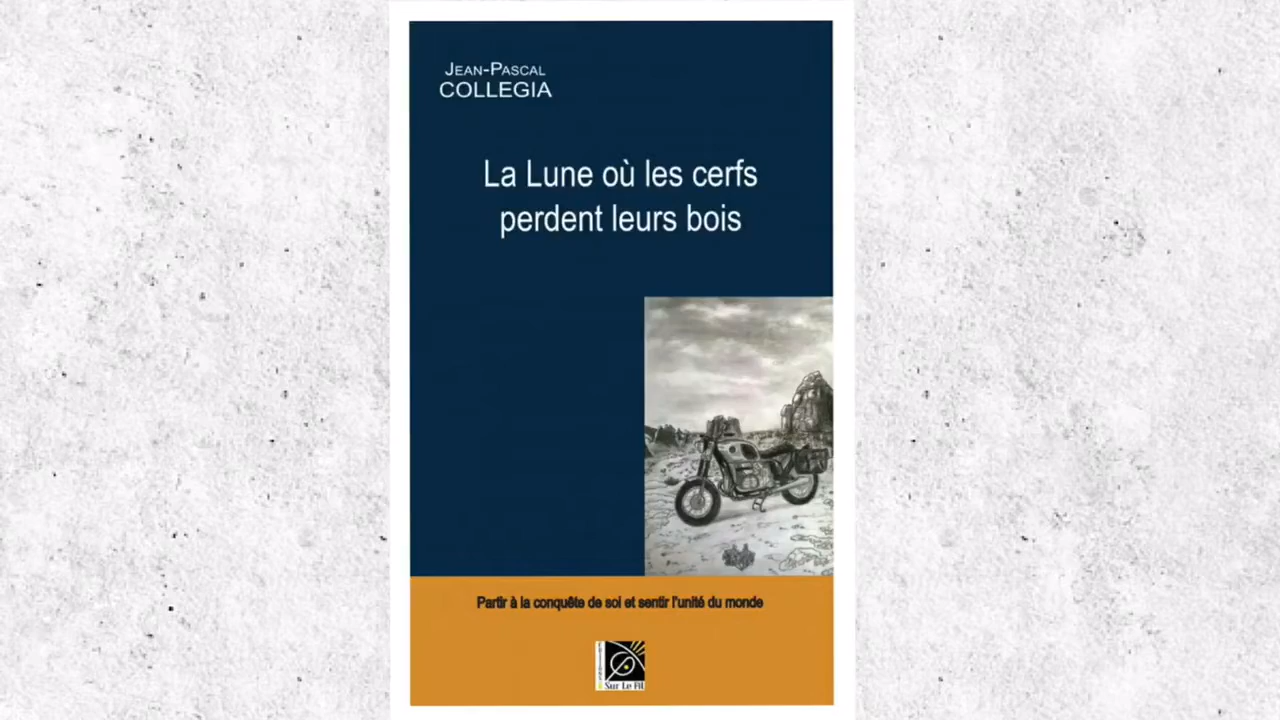 JEAN-PASCAL
COLLEGIA
La Lune où les cerfs
perdent leurs bois
Partir à la conquête de soi et sentir l'unité du monde
EDITIONS
Sur Le Fil